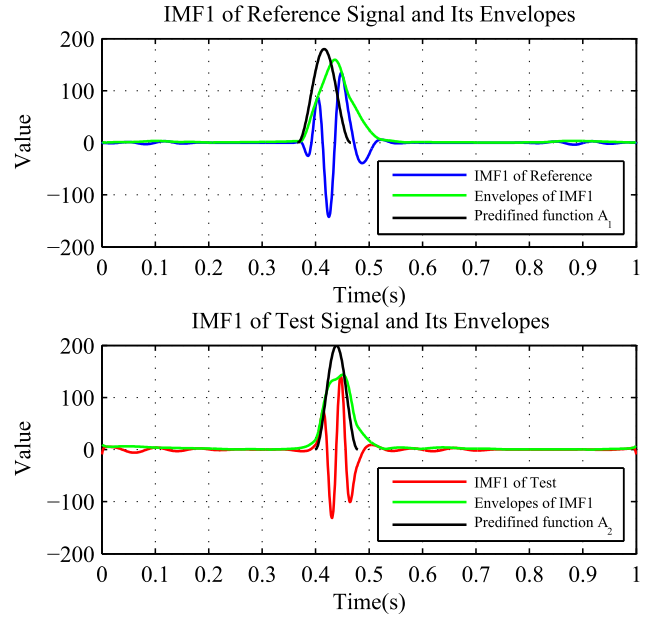 IMF1 of Reference Signal and Its Envelopes
200
100
0
−100
−200
Value
IMF1 of Reference
Envelopes of IMF1
Predifined function A1
0 0.1 0.2 0.3 0.4 0.5 0.6 0.7 0.8 0.9 1
Time(s)
IMF1 of Test Signal and Its Envelopes
200
100
0
−100
−200
Value
IMF1 of Test
Envelopes of IMF1
Predifined function A2
0 0.1 0.2 0.3 0.4 0.5 0.6 0.7 0.8 0.9 1
Time(s)